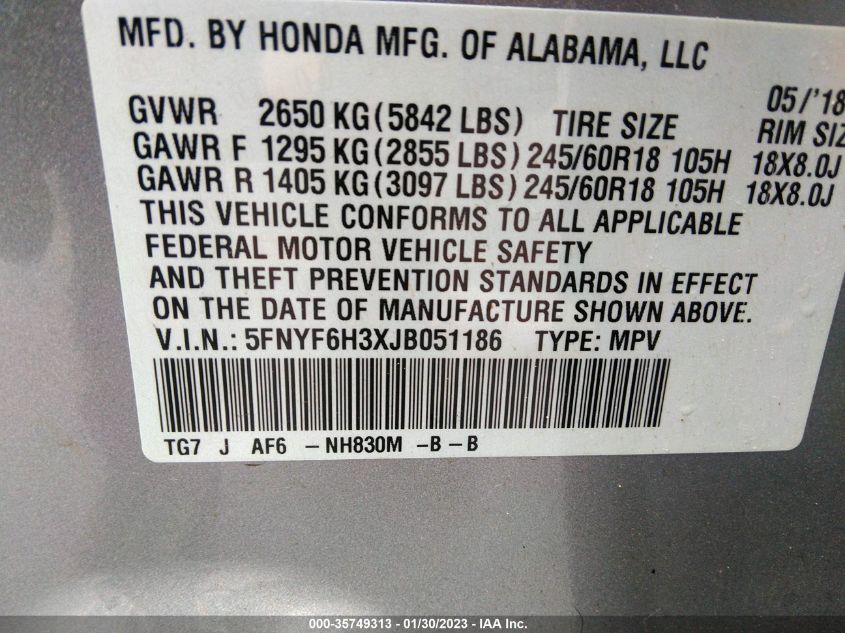 MFD. BY HONDA MFG. OF ALABAMA, LLC
05/'18
GVWR 2650 KG (5842 LBS) TIRE SIZE RIM SIZ
GAWR F 1295 KG (2855 LBS) 245/60R18 105H 18X8.0J
GAWR R 1405 KG (3097 LBS) 245/60R18 105H 18X8.0J
THIS VEHICLE CONFORMS TO ALL APPLICABLE
FEDERAL MOTOR VEHICLE SAFETY
AND THEFT PREVENTION STANDARDS IN EFFECT
ON THE DATE OF MANUFACTURE SHOWN ABOVE.
V.I.N.: 5FNYF6H3XJB051186 TYPE: MPV
TG7 J AF6 -NH830M -B-B
000-35749313 - 01/30/2023 - IAA Inc.